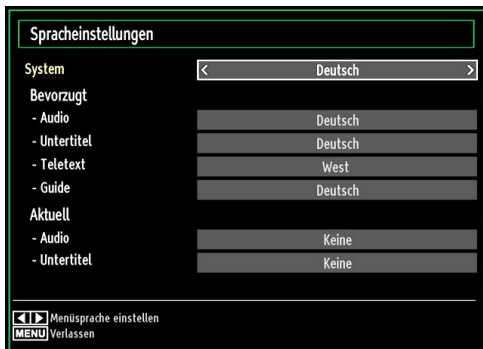 Spracheinstellungen
System < Deutsch >
Bevorzugt
- Audio Deutsch
- Untertitel Deutsch
- Teletext West
- Guide Deutsch
Aktuell
- Audio Keine
- Untertitel Keine
Menüsprache einstellen
MENU Verlassen